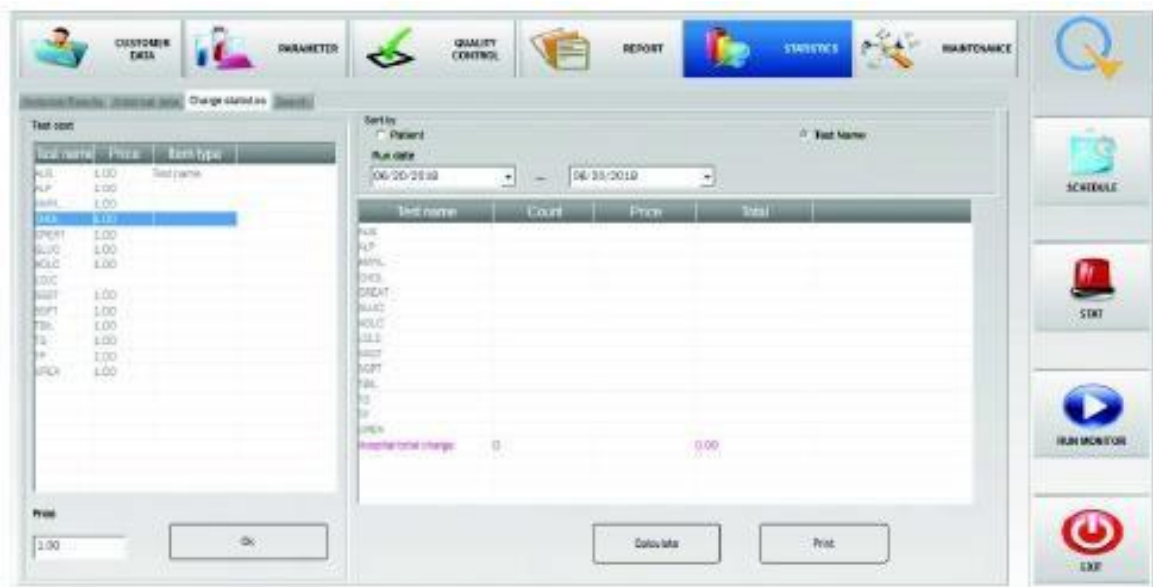 CUSTOMER DATA
PARAMETER
QUALITY CONTROL
REPORT
STATISTICS
MAINTENANCE
Charge statistics
Test cost
Test name Price Item type
ALB 1.00 Test name
ALP 1.00
1.00
CHOL 1.00
CREAT 1.00
GLUC 1.00
HDLC 1.00
LDLC
SGOT 1.00
SGPT 1.00
TBIL 1.00
TG 1.00
TP 1.00
UREA 1.00
Price
1.00
Ok
Sort by
Patient
Test Name
Run date
06/20/2018 - 06/20/2018
Test name Count Price Total
ALB
ALP
CHOL
CREAT
GLUC
HDLC
LDLC
SGOT
SGPT
TBIL
TG
TP
UREA
Hospital total charge 0 0.00
Calculate
Print
SCHEDULE
STAT
RUN MONITOR
EXIT